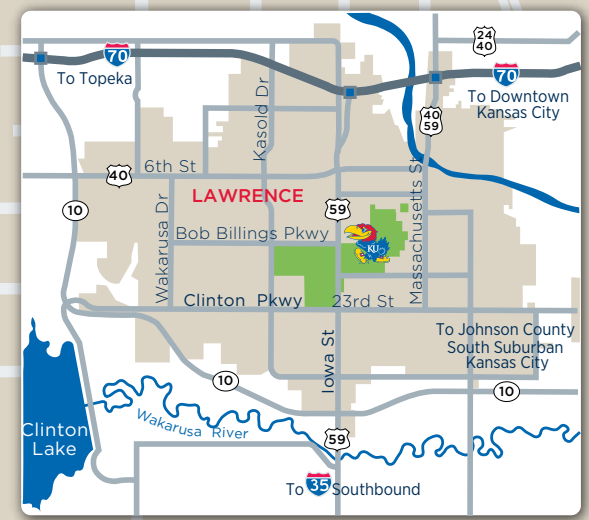 24
40
70
To Topeka
70
To Downtown
Kansas City
40
59
Kasold Dr
Massachusetts St
6th St
40
LAWRENCE
59
10
Wakarusa Dr
Bob Billings Pkwy
KU
Clinton Pkwy
23rd St
To Johnson County
South Suburban
Kansas City
Iowa St
10
10
Clinton
Lake
Wakarusa River
59
To 35 Southbound